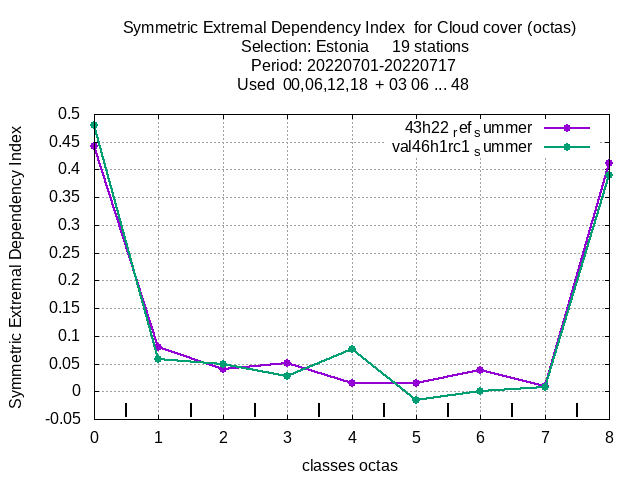 Symmetric Extremal Dependency Index  for Cloud cover (octas)
Selection: Estonia     19 stations
Period: 20220701-20220717
Used  00,06,12,18  + 03 06 ... 48
43h22 ref summer
val46h1rc1 summer
Symmetric Extremal Dependency Index
0.5
0.45
0.4
0.35
0.3
0.25
0.2
0.15
0.1
0.05
0
-0.05
0 1 2 3 4 5 6 7 8
classes octas